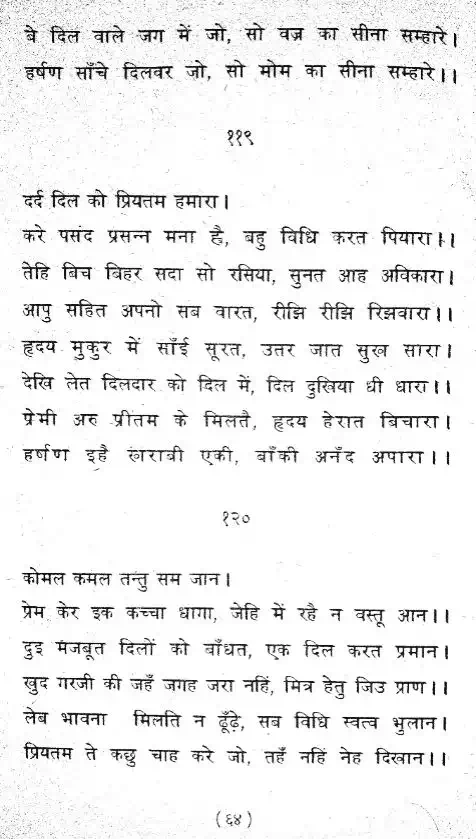 बे दिल वाले जग में जो, सो वज्र का सीना सम्हारे।
हर्षण साँचे दिलवर जो, सो मोम का सीना सम्हारे।।
११९
दर्द दिल को प्रियतम हमारा।
करे पसंद प्रसन्न मना है, बहु विधि करत पियारा।।
तेहि बिच बिहर सदा सो रसिया, सुनत आह अविकारा।
आपु सहित अपनो सब वारत, रीझि रीझि रिझवारा।।
हृदय मुकुर में साँई सूरत, उतर जात सुख सारा।
देखि लेत दिलदार को दिल में, दिल दुखिया धी धारा।।
प्रेमी अरु प्रीतम के मिलतै, हृदय हेरात बिचारा।
हर्षण इहै खराबी एकी, बाँकी अनँद अपारा।।
१२०
कोमल कमल तन्तु सम जान।
प्रेम केर इक कच्चा धागा, जेहि में रहै न वस्तू आन।।
दुइ मजबूत दिलों को बाँधत, एक दिल करत प्रमान।
खुद गरजी की जहँ जगह जरा नहिं, मित्र हेतु जिउ प्राण।।
लेब भावना मिलति न ढूँढ़े, सब विधि स्वत्व भुलान।
प्रियतम ते कछु चाह करे जो, तहँ नहिं नेह दिखान।।
(६४)